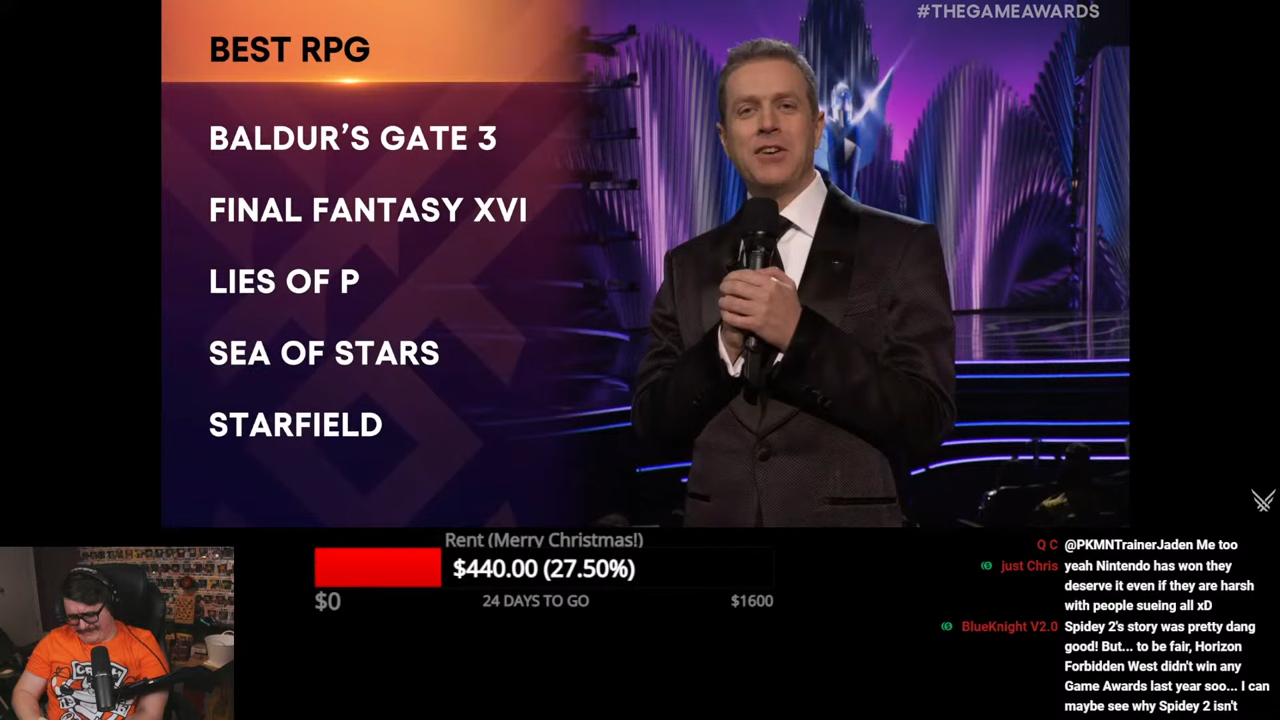 #THEGAMEAWARDS
BEST RPG
BALDUR'S GATE 3
FINAL FANTASY XVI
LIES OF P
SEA OF STARS
STARFIELD
Rent (Merry Christmas!)
$440.00 (27.50%)
$0
24 DAYS TO GO
$1600
Q C @PKMNTrainerJaden Me too
just Chris yeah Nintendo has won they
deserve it even if they are harsh
with people sueing all xD
BlueKnight V2.0 Spidey 2's story was pretty dang
good! But... to be fair, Horizon
Forbidden West didn't win any
Game Awards last year soo... I can
maybe see why Spidey 2 isn't